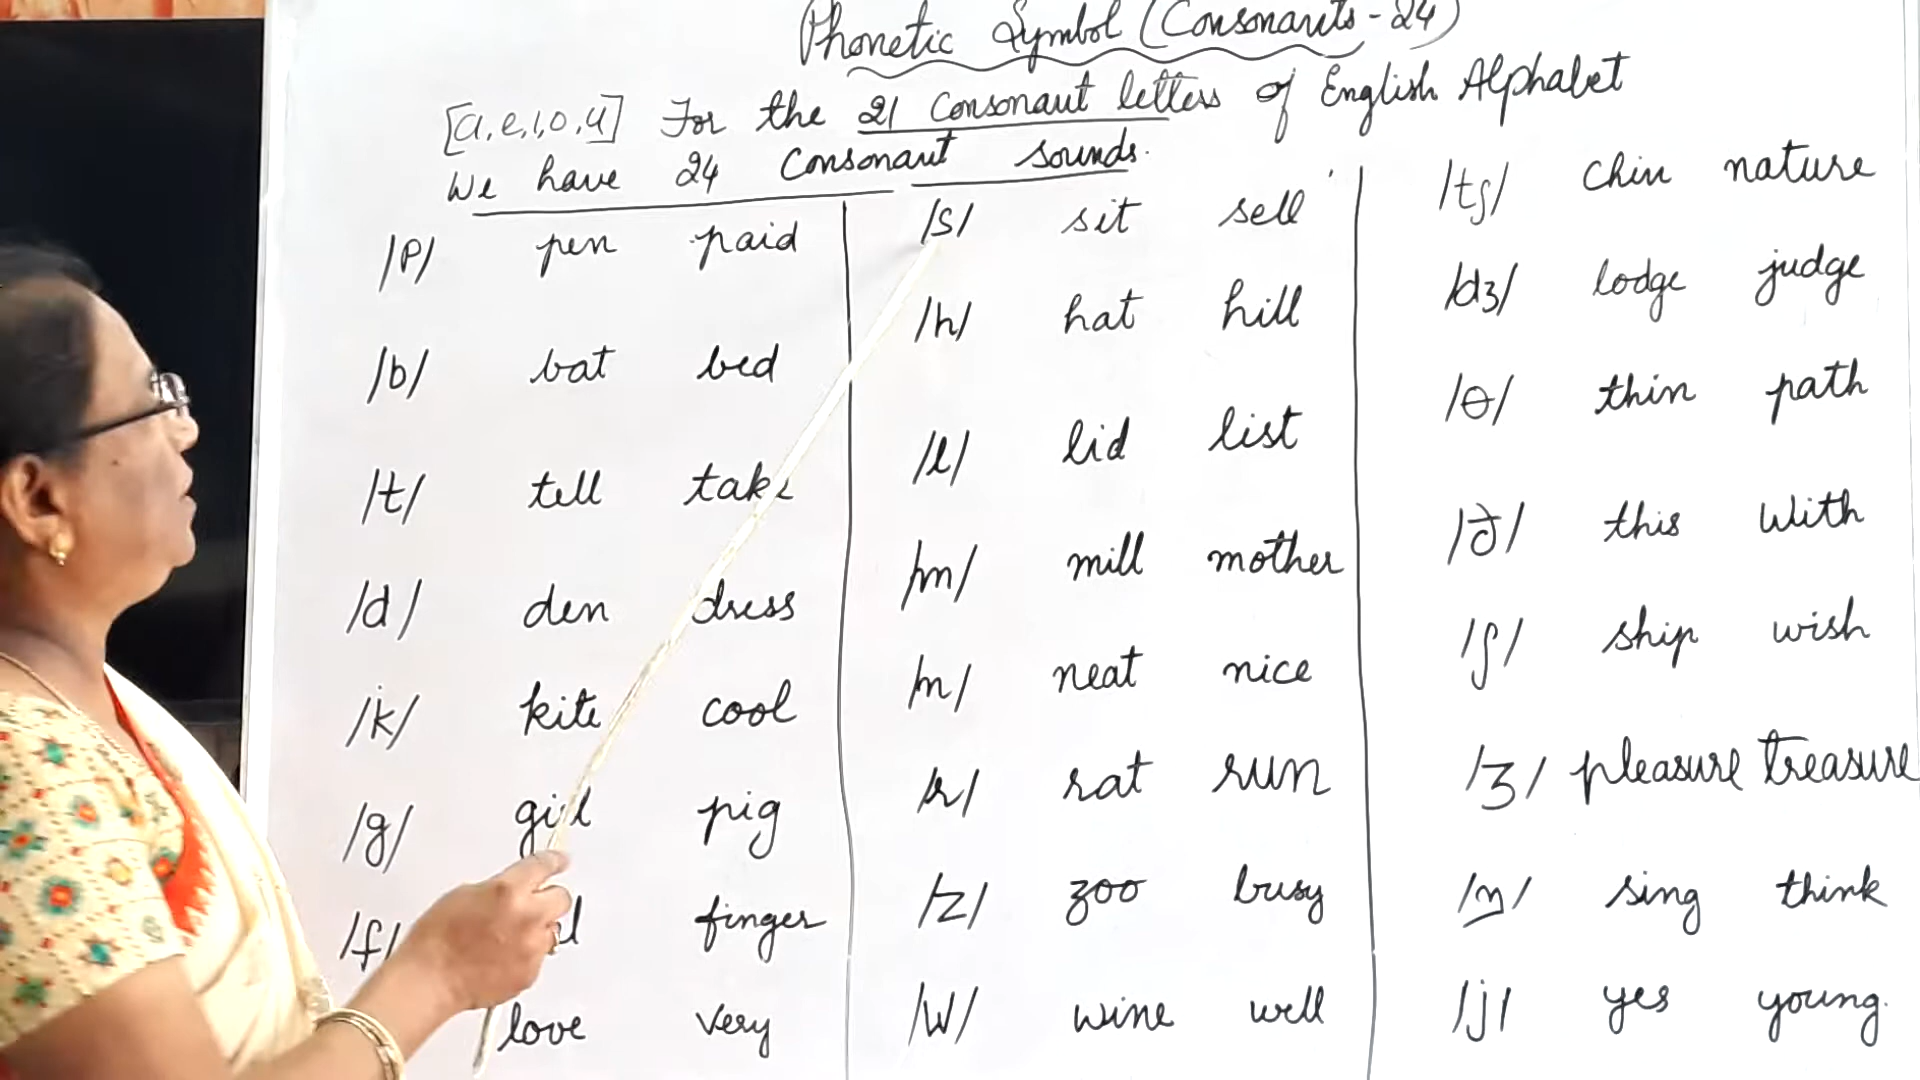 Phonetic Symbol (Consonants - 24)
[a, e, i, o, u] For the 21 Consonant letters of English Alphabet
We have 24 Consonant sounds.
/p/ pen paid
/b/ bat bed
/t/ tell take
/d/ den dress
/k/ kite cool
/g/ girl pig
/f/ finger
love very
/s/ sit sell
/h/ hat hill
/l/ lid list
/m/ mill mother
/n/ neat nice
/r/ rat run
/z/ zoo busy
/w/ wine well
/tʃ/ chin nature
/dʒ/ lodge judge
/θ/ thin path
/ð/ this with
/ʃ/ ship wish
/ʒ/ pleasure treasure
/ŋ/ sing think
/j/ yes young.